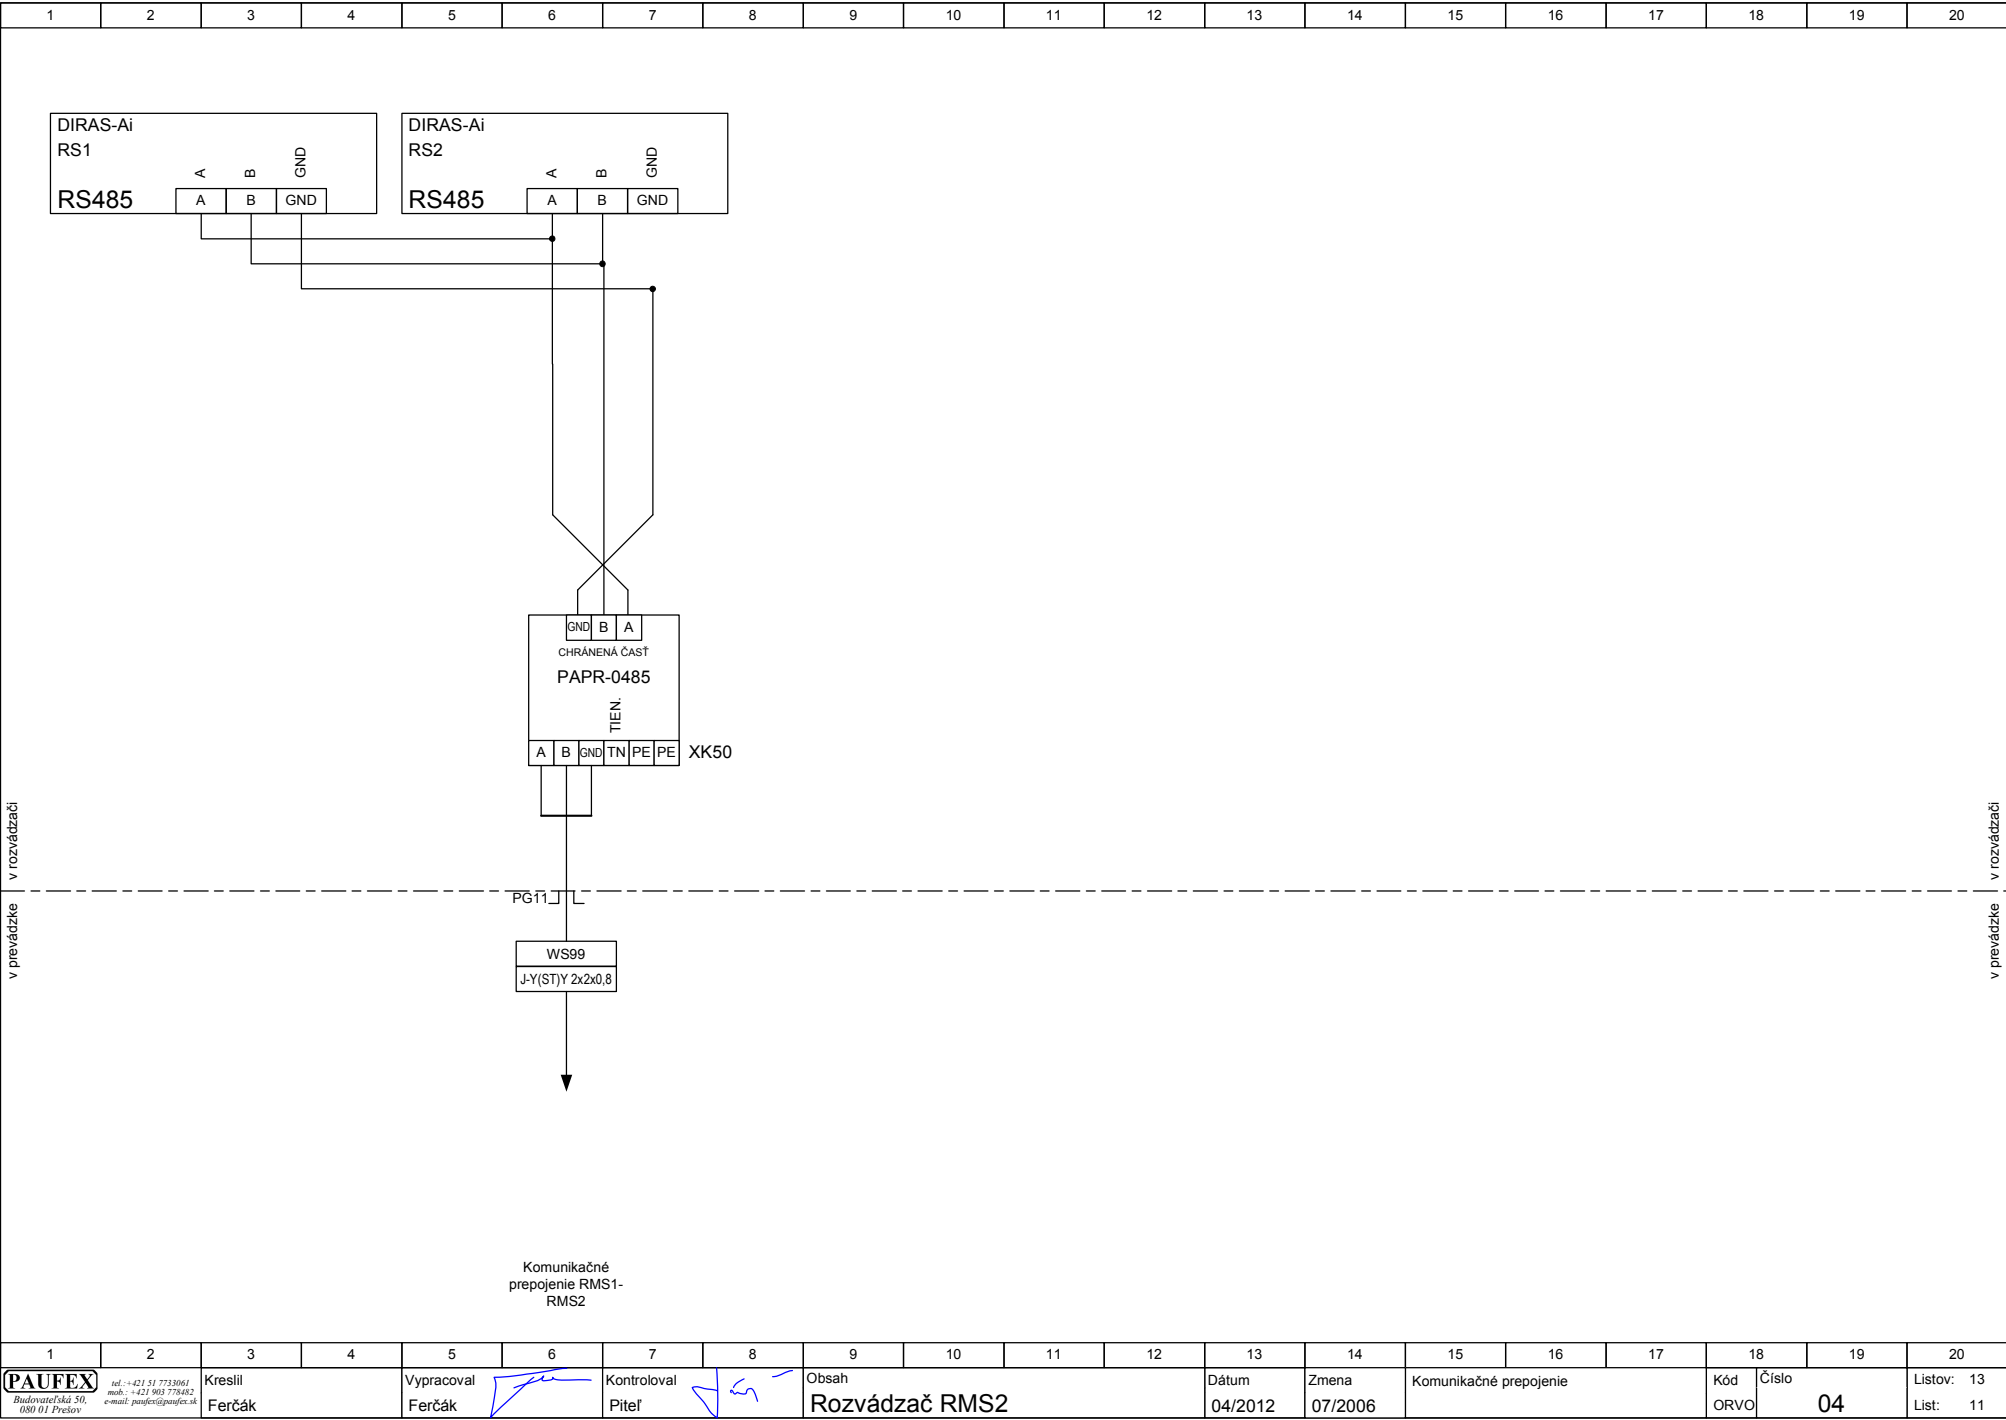 1 2 3 4 5 6 7 8 9 10 11 12 13 14 15 16 17 18 19 20
DIRAS-Ai
RS1
A B GND
RS485 A B GND
DIRAS-Ai
RS2
A B GND
RS485 A B GND
GND B A
CHRÁNENÁ ČASŤ
PAPR-0485
TIEN.
A B GND TN PE PE XK50
v rozvádzači
v rozvádzači
v prevádzke
v prevádzke
PG11
WS99
J-Y(ST)Y 2x2x0,8
Komunikačné
prepojenie RMS1-
RMS2
1 2 3 4 5 6 7 8 9 10 11 12 13 14 15 16 17 18 19 20
PAUFEX
Budovateľská 50,
080 01 Prešov
tel.:+421 51 7733061
mob.: +421 903 778482
e-mail: paufex@paufex.sk
Kreslil
Ferčák
Vypracoval
Ferčák
Kontroloval
Piteľ
Obsah
Rozvádzač RMS2
Dátum
04/2012
Zmena
07/2006
Komunikačné prepojenie
Kód
ORVO
Číslo
04
Listov: 13
List: 11